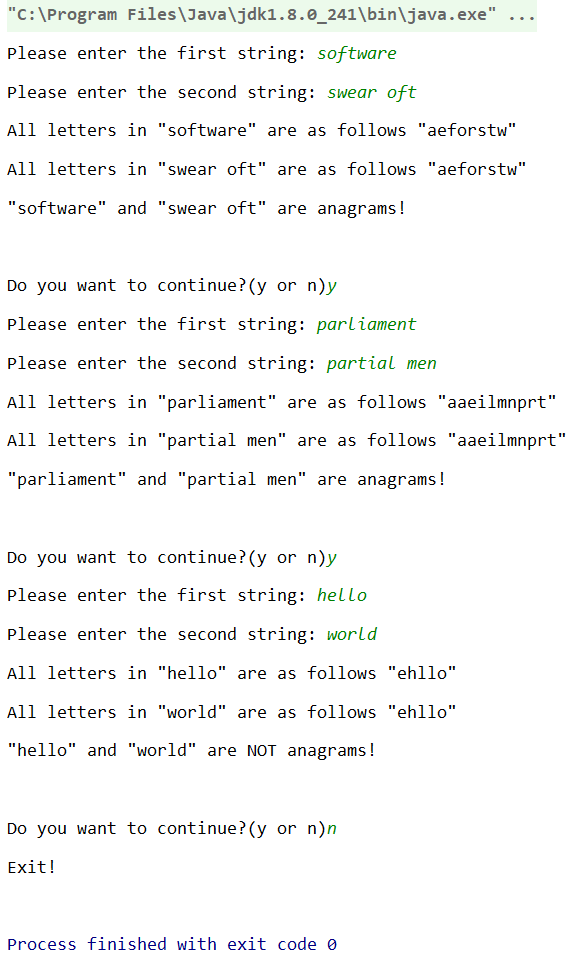 "C:\Program Files\Java\jdk1.8.0_241\bin\java.exe" ...
Please enter the first string: software
Please enter the second string: swear oft
All letters in "software" are as follows "aeforstw"
All letters in "swear oft" are as follows "aeforstw"
"software" and "swear oft" are anagrams!
Do you want to continue?(y or n)y
Please enter the first string: parliament
Please enter the second string: partial men
All letters in "parliament" are as follows "aaeilmnprt"
All letters in "partial men" are as follows "aaeilmnprt"
"parliament" and "partial men" are anagrams!
Do you want to continue?(y or n)y
Please enter the first string: hello
Please enter the second string: world
All letters in "hello" are as follows "ehllo"
All letters in "world" are as follows "ehllo"
"hello" and "world" are NOT anagrams!
Do you want to continue?(y or n)n
Exit!
Process finished with exit code 0